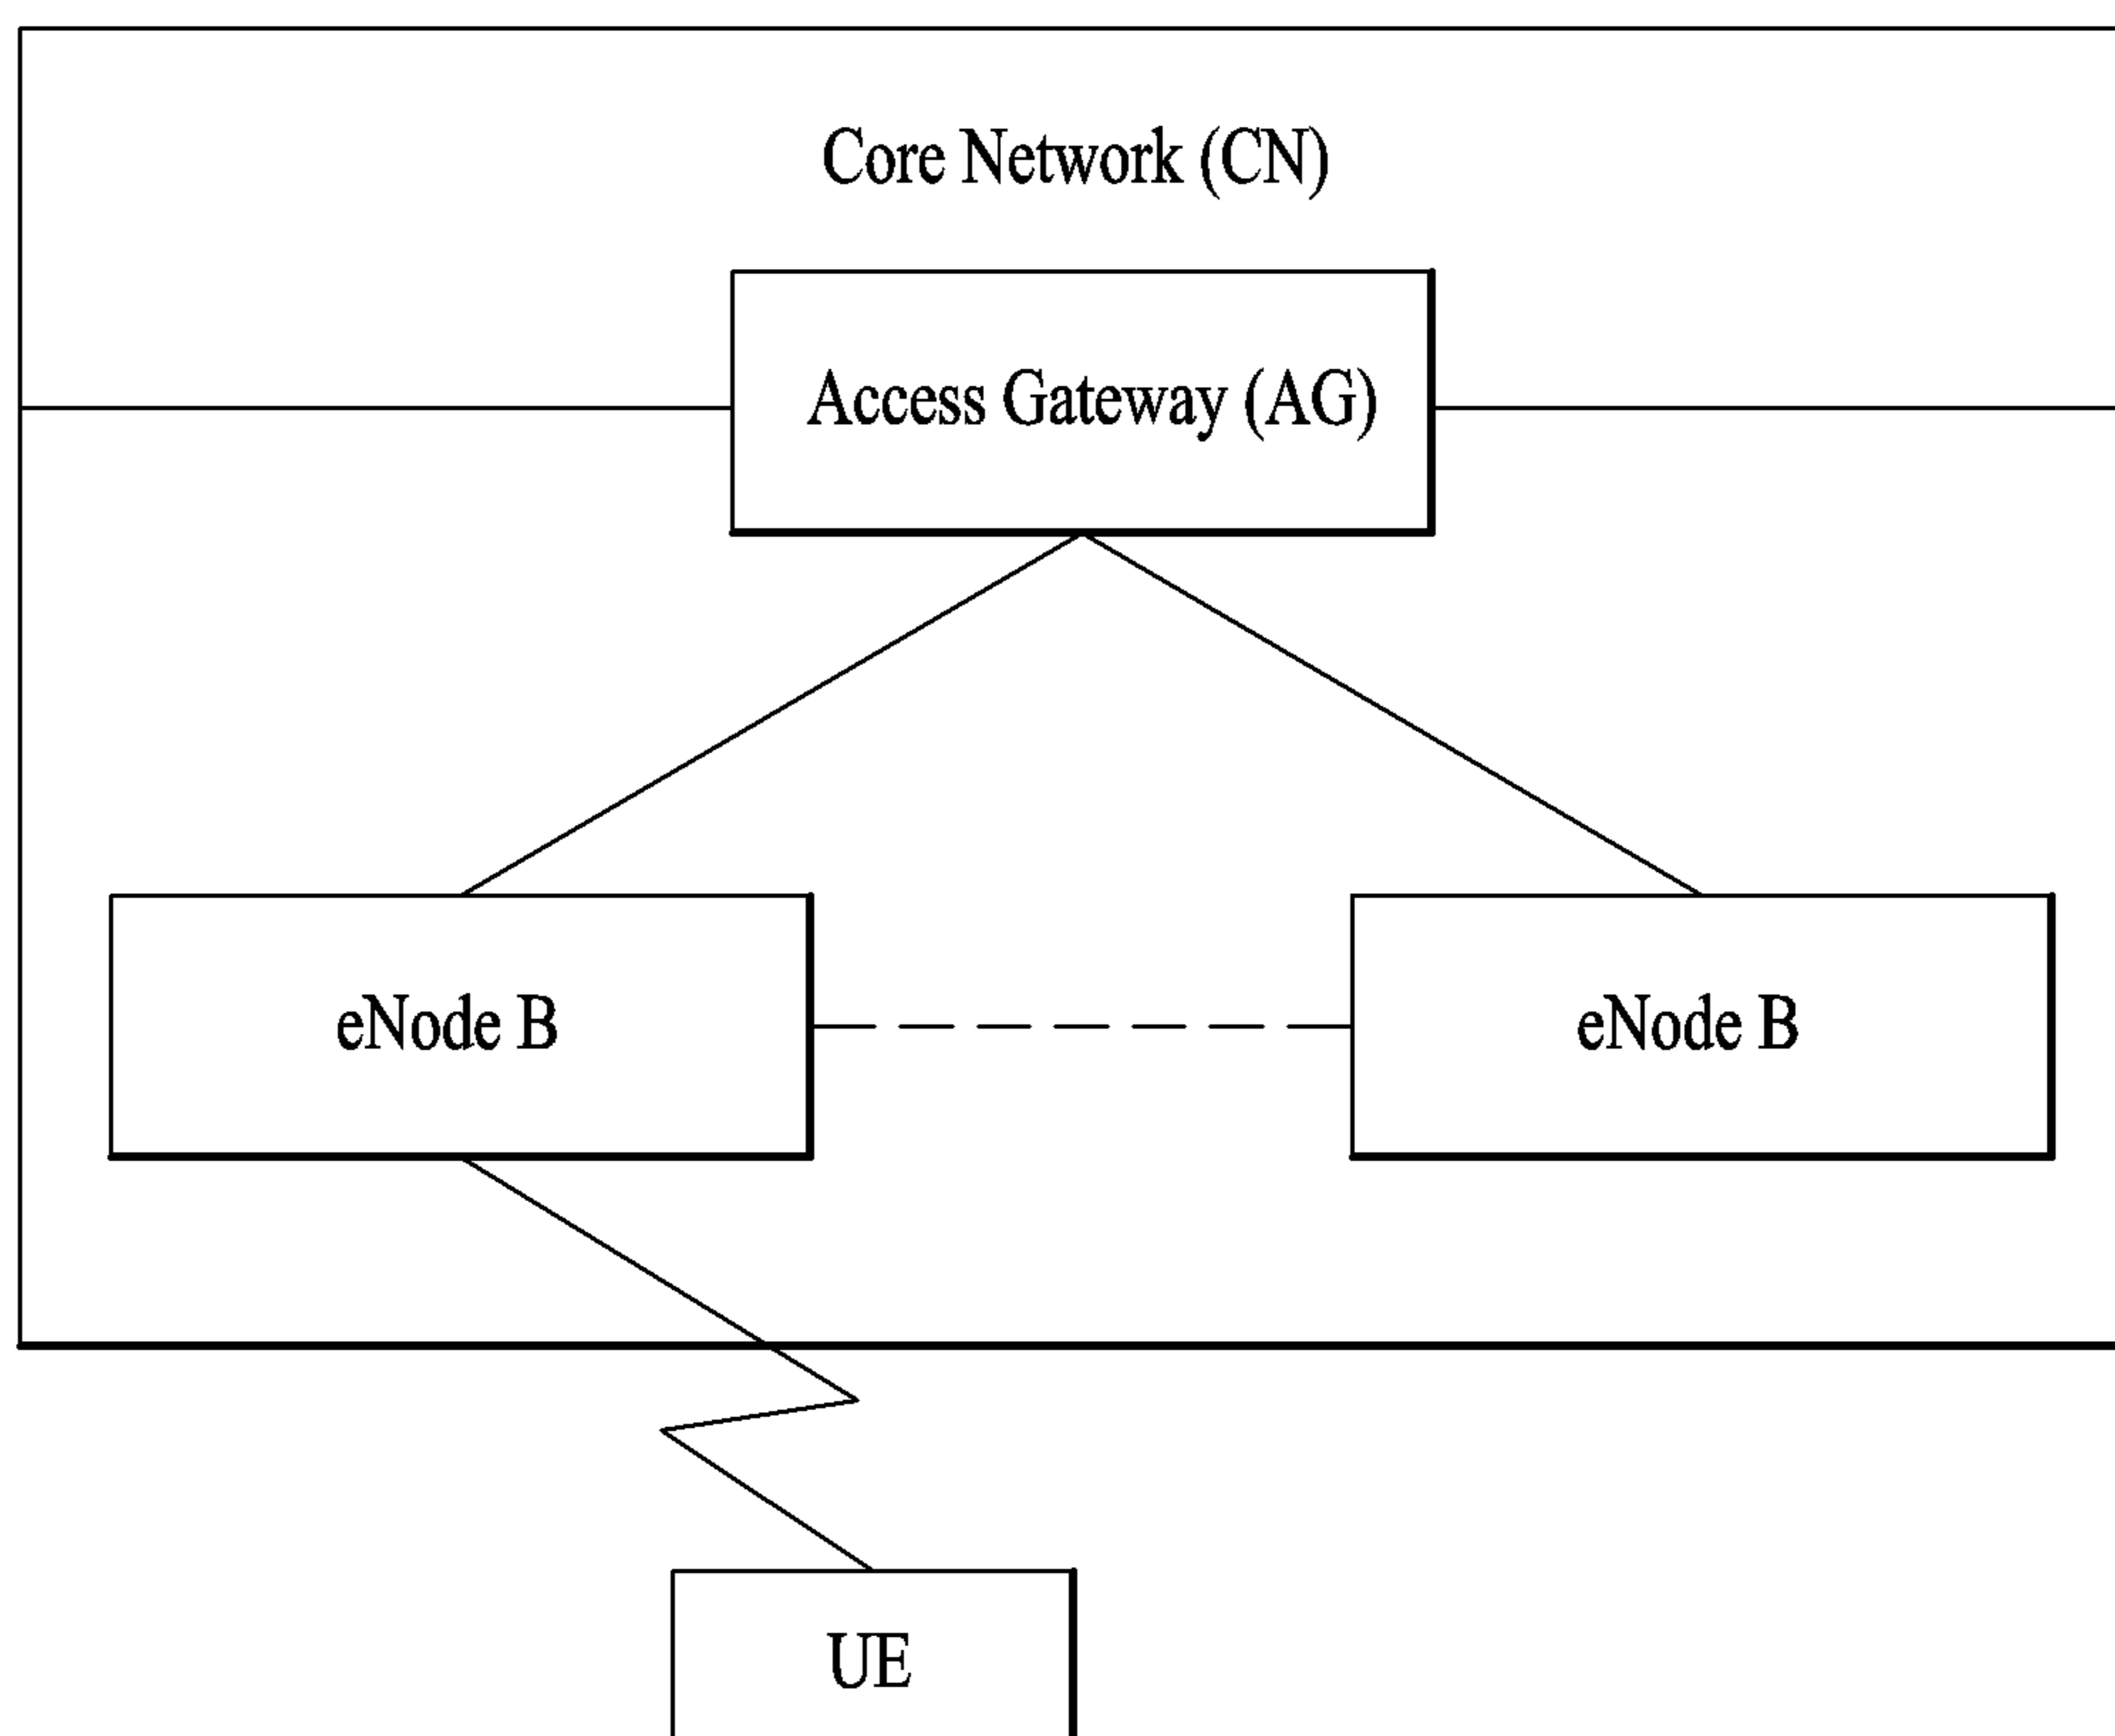 Core Network (CN)
Access Gateway (AG)
eNode B
eNode B
UE